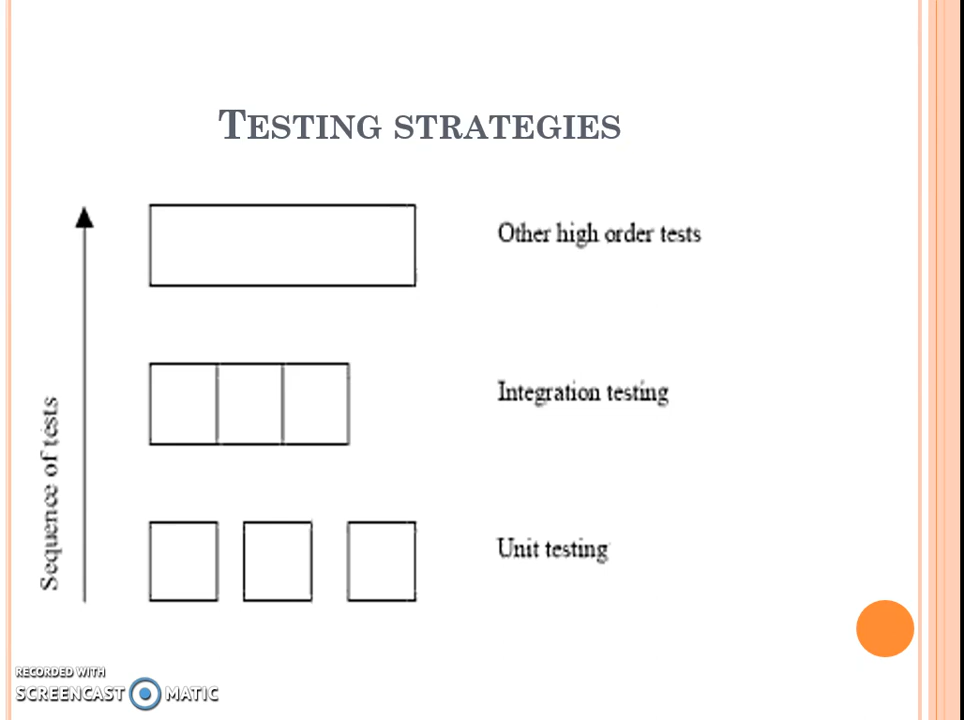 TESTING STRATEGIES
Other high order tests
Integration testing
Unit testing
Sequence of tests
RECORDED WITH
SCREENCAST MATIC